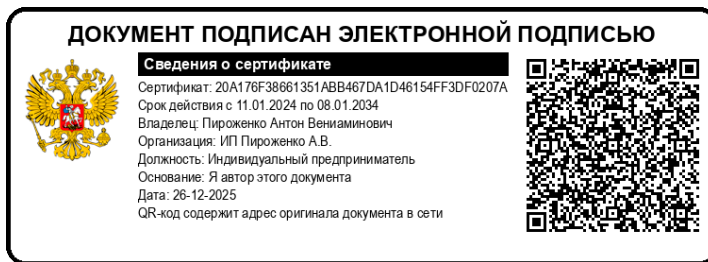 ДОКУМЕНТ ПОДПИСАН ЭЛЕКТРОННОЙ ПОДПИСЬЮ
Сведения о сертификате
Сертификат: 20A176F38661351ABB467DA1D46154FF3DF0207A
Срок действия с 11.01.2024 по 08.01.2034
Владелец: Пироженко Антон Вениаминович
Организация: ИП Пироженко А.В.
Должность: Индивидуальный предприниматель
Основание: Я автор этого документа
Дата: 26-12-2025
QR-код содержит адрес оригинала документа в сети